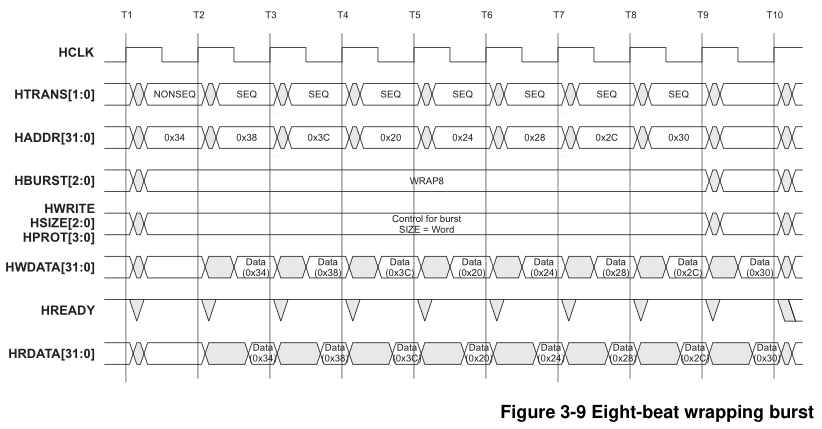 T1 T2 T3 T4 T5 T6 T7 T8 T9 T10
HCLK
HTRANS[1:0] NONSEQ SEQ SEQ SEQ SEQ SEQ SEQ SEQ
HADDR[31:0] 0x34 0x38 0x3C 0x20 0x24 0x28 0x2C 0x30
HBURST[2:0] WRAP8
HWRITE
HSIZE[2:0] Control for burst
HPROT[3:0] SIZE = Word
HWDATA[31:0] Data Data Data Data Data Data Data Data
(0x34) (0x38) (0x3C) (0x20) (0x24) (0x28) (0x2C) (0x30)
HREADY
HRDATA[31:0] Data Data Data Data Data Data Data Data
(0x34) (0x38) (0x3C) (0x20) (0x24) (0x28) (0x2C) (0x30)
Figure 3-9 Eight-beat wrapping burst